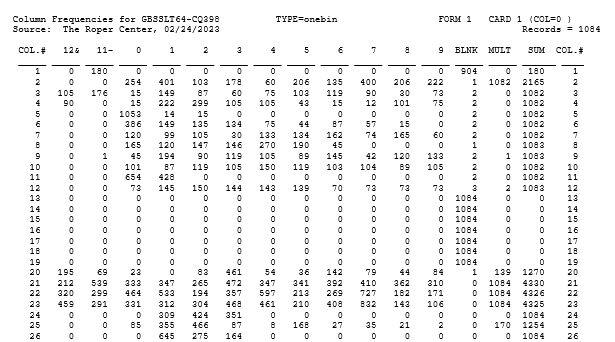 Column Frequencies for GBSSLT64-CQ398 TYPE=onebin FORM 1 CARD 1 (COL=0 )
Source: The Roper Center, 02/24/2023 Records = 1084
COL.# 12& 11- 0 1 2 3 4 5 6 7 8 9 BLNK MULT SUM COL.#
1 0 180 0 0 0 0 0 0 0 0 0 0 904 0 180 1
2 0 0 254 401 103 178 60 206 135 400 206 222 1 1082 2165 2
3 105 176 15 149 87 60 75 103 119 90 30 73 2 0 1082 3
4 90 0 15 222 299 105 105 43 15 12 101 75 2 0 1082 4
5 0 0 1053 14 15 0 0 0 0 0 0 0 2 0 1082 5
6 0 0 386 149 135 134 75 44 87 57 15 0 2 0 1082 6
7 0 0 120 99 105 30 133 134 162 74 165 60 2 0 1082 7
8 0 0 165 120 147 146 270 190 45 0 0 0 1 0 1083 8
9 0 1 45 194 90 119 105 89 145 42 120 133 2 1 1083 9
10 0 0 101 87 119 105 150 119 103 104 89 105 2 0 1082 10
11 0 0 654 428 0 0 0 0 0 0 0 0 2 0 1082 11
12 0 0 73 145 150 144 143 139 70 73 73 73 3 2 1083 12
13 0 0 0 0 0 0 0 0 0 0 0 0 1084 0 0 13
14 0 0 0 0 0 0 0 0 0 0 0 0 1084 0 0 14
15 0 0 0 0 0 0 0 0 0 0 0 0 1084 0 0 15
16 0 0 0 0 0 0 0 0 0 0 0 0 1084 0 0 16
17 0 0 0 0 0 0 0 0 0 0 0 0 1084 0 0 17
18 0 0 0 0 0 0 0 0 0 0 0 0 1084 0 0 18
19 0 0 0 0 0 0 0 0 0 0 0 0 1084 0 0 19
20 195 69 23 0 83 461 54 36 142 79 44 84 1 139 1270 20
21 212 539 333 347 265 472 347 341 392 410 362 310 0 1084 4330 21
22 320 299 464 533 194 357 597 213 269 727 182 171 0 1084 4326 22
23 459 291 331 312 304 468 461 210 408 832 143 106 0 1084 4325 23
24 0 0 0 309 424 351 0 0 0 0 0 0 0 0 1084 24
25 0 0 85 355 466 87 8 168 27 35 21 2 0 170 1254 25
26 0 0 0 645 275 164 0 0 0 0 0 0 0 0 1084 26